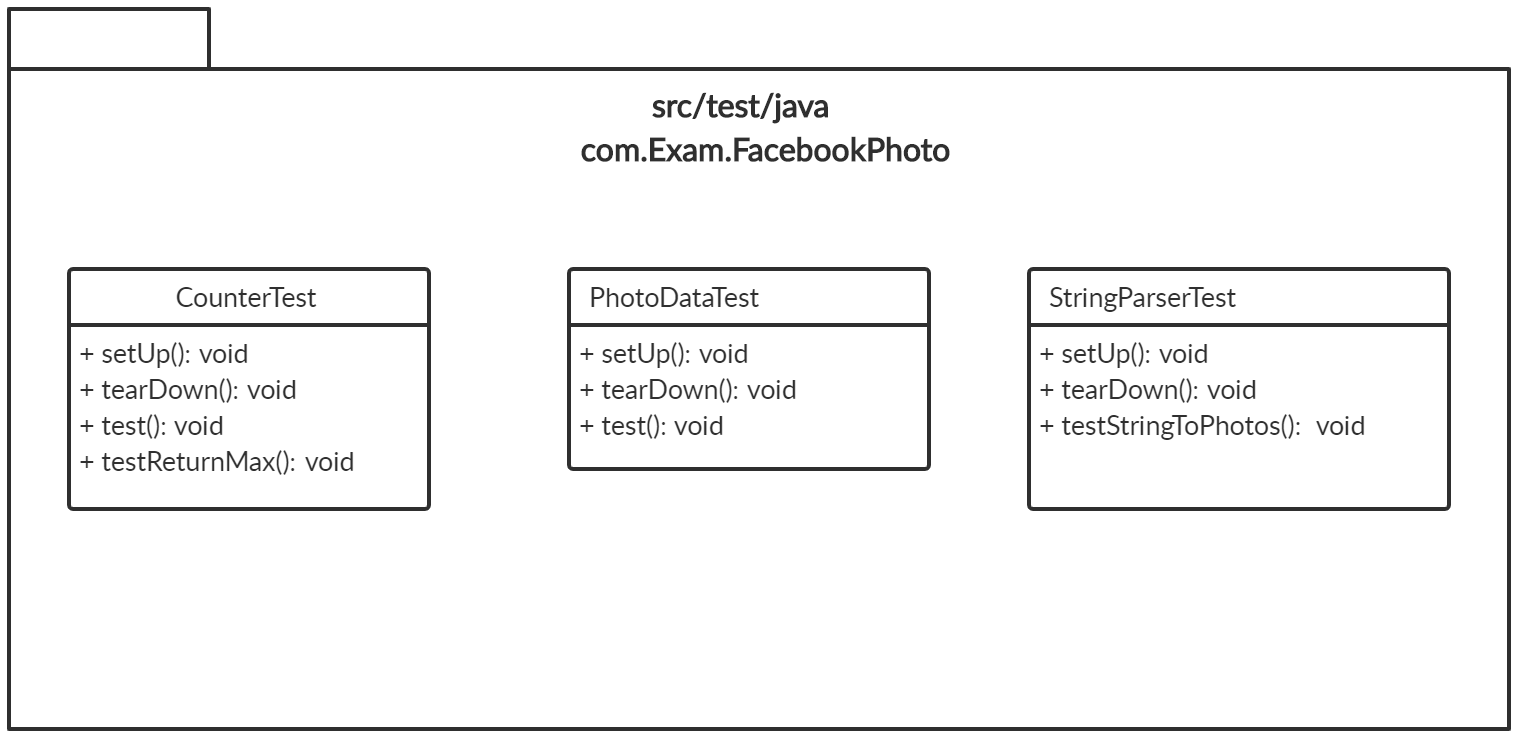 src/test/java
com.Exam.FacebookPhoto
CounterTest
+ setUp(): void
+ tearDown(): void
+ test(): void
+ testReturnMax(): void
PhotoDataTest
+ setUp(): void
+ tearDown(): void
+ test(): void
StringParserTest
+ setUp(): void
+ tearDown(): void
+ testStringToPhotos():  void